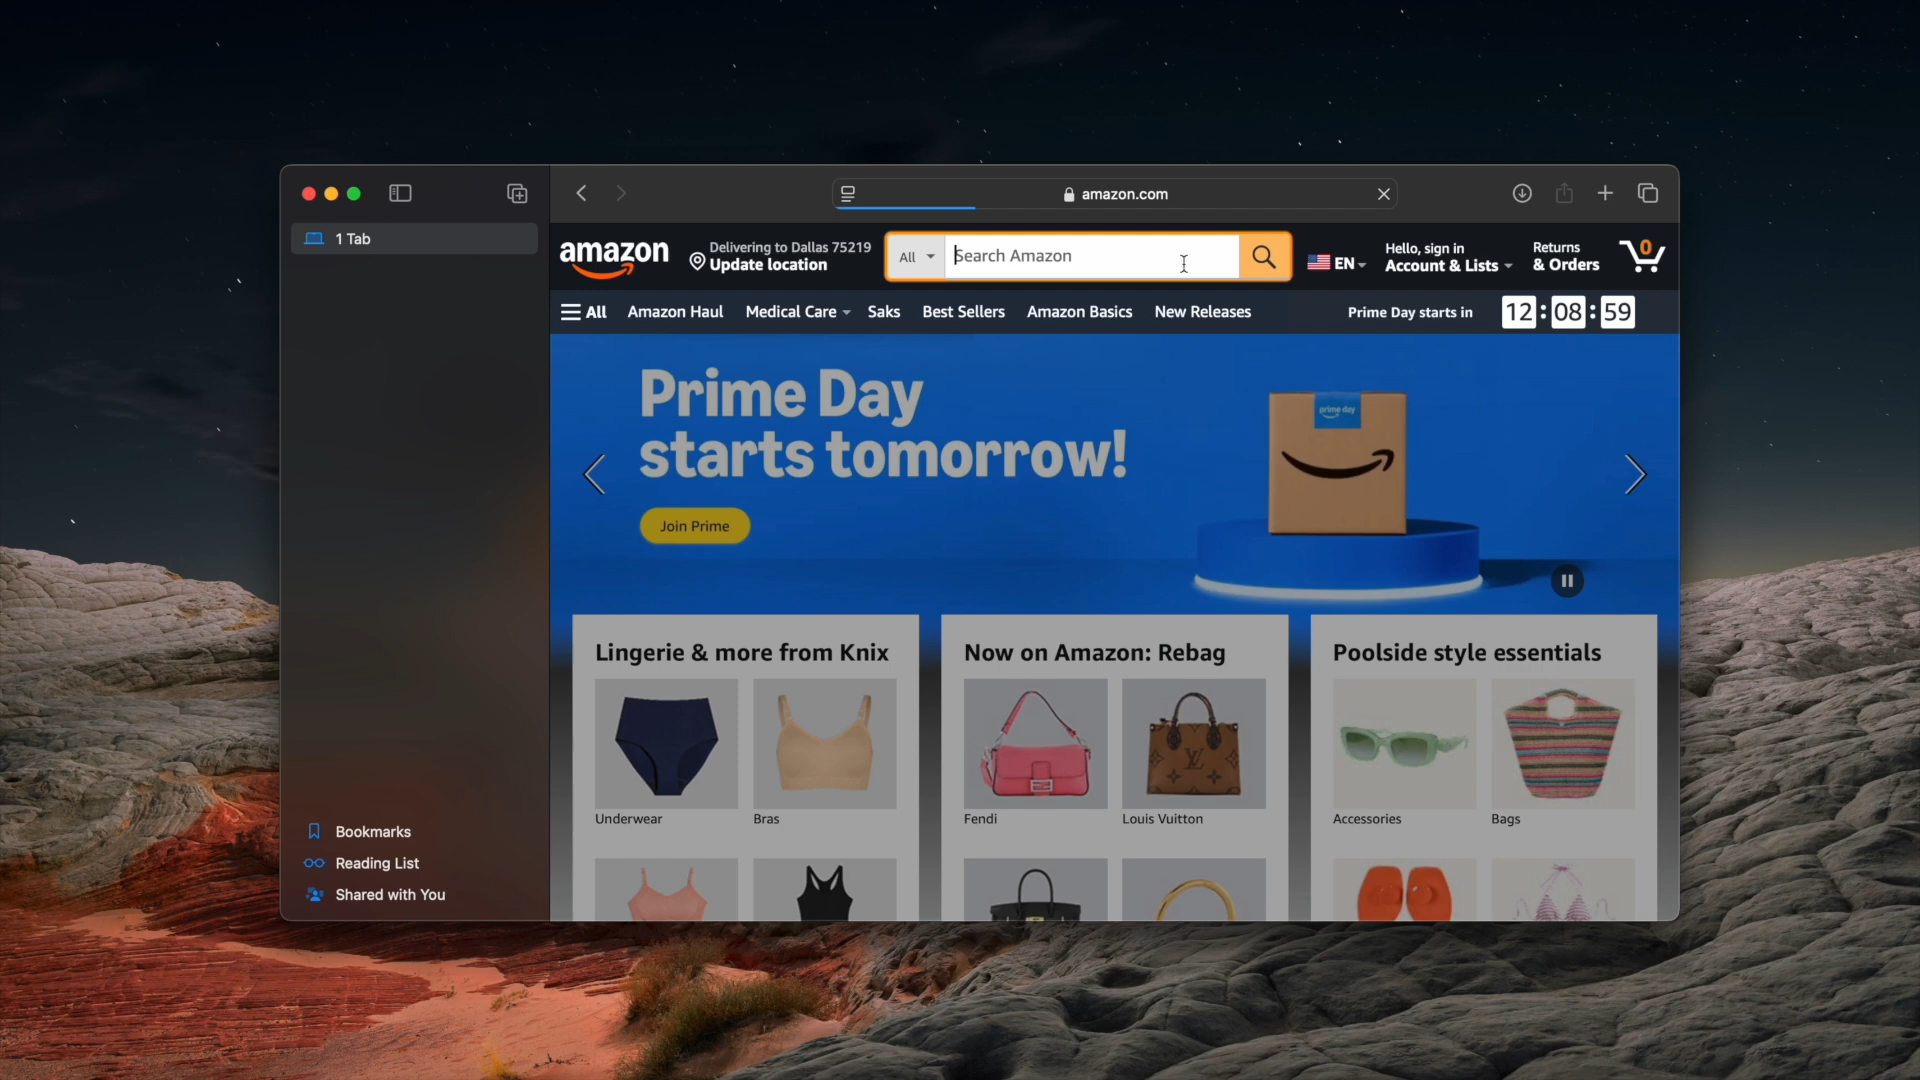 amazon.com
1 Tab
amazon
Delivering to Dallas 75219
Update location
All
Search Amazon
EN
Hello, sign in
Account & Lists
Returns
& Orders
0
All
Amazon Haul
Medical Care
Saks
Best Sellers
Amazon Basics
New Releases
Prime Day starts in
12:08:59
Prime Day
starts tomorrow!
Join Prime
prime day
Lingerie & more from Knix
Now on Amazon: Rebag
Poolside style essentials
Underwear
Bras
Fendi
Louis Vuitton
Accessories
Bags
Bookmarks
Reading List
Shared with You